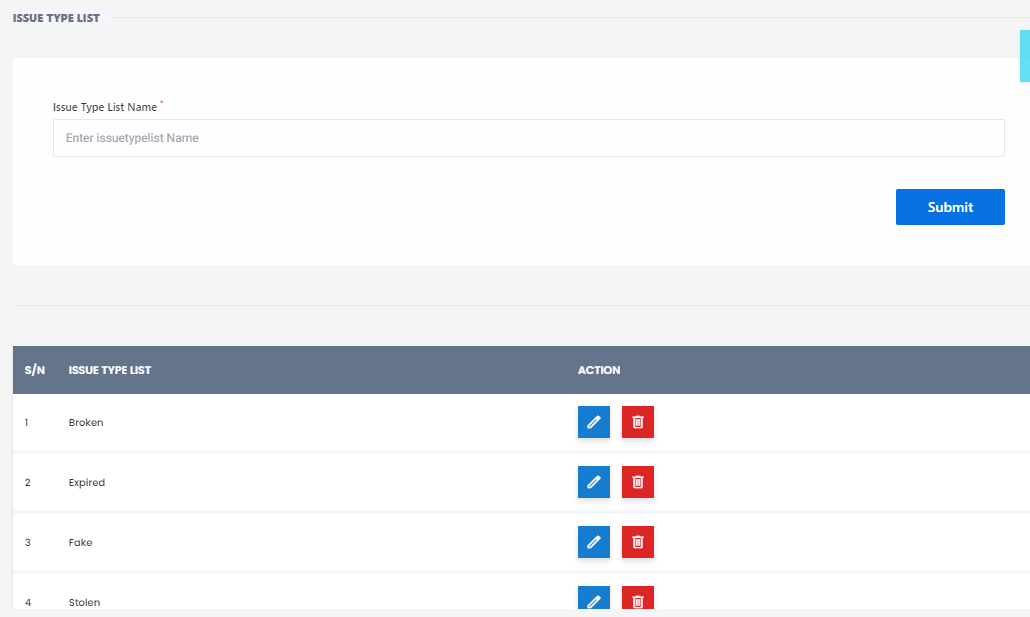 ISSUE TYPE LIST
Issue Type List Name *
Enter issuetypelist Name
Submit
S/N ISSUE TYPE LIST ACTION
1 Broken
2 Expired
3 Fake
4 Stolen